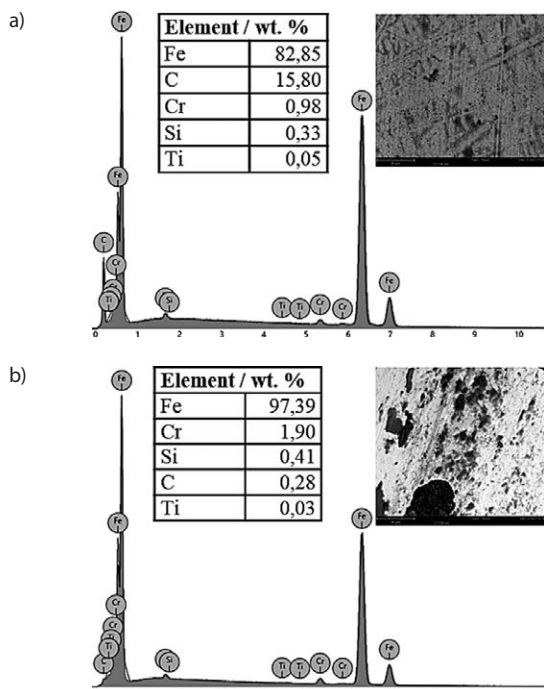 a)
Fe
Element / wt. %
Fe 82,85
C 15,80
Cr 0,98
Si 0,33
Ti 0,05
Fe
Fe
C
Cr
Ti
Si
Ti
Ti
Cr
Cr
Fe
0 1 2 3 4 5 6 7 8 9 10
b)
Fe
Element / wt. %
Fe 97,39
Cr 1,90
Si 0,41
C 0,28
Ti 0,03
Fe
Fe
Cr
Cr
Ti
Ti
C
Si
Ti
Ti
Cr
Cr
Fe